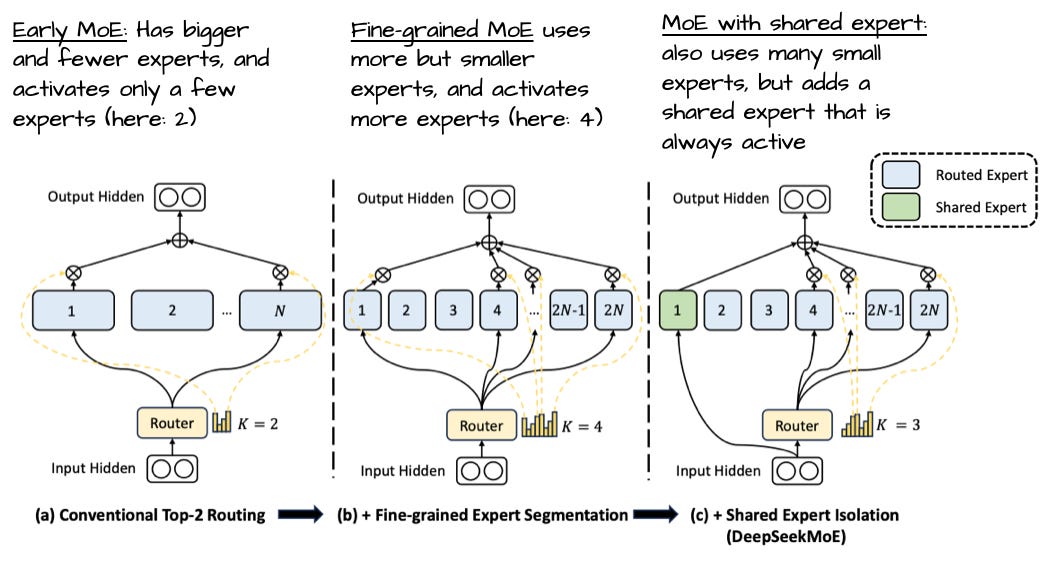 Early MoE: Has bigger
and fewer experts, and
activates only a few
experts (here: 2)
Fine-grained MoE uses
more but smaller
experts, and activates
more experts (here: 4)
MoE with shared expert:
also uses many small
experts, but adds a
shared expert that is
always active
Routed Expert
Shared Expert
Output Hidden
1
2
...
N
Router
K = 2
Input Hidden
(a) Conventional Top-2 Routing
Output Hidden
1
2
3
4
...
2N-1
2N
Router
K = 4
Input Hidden
(b) + Fine-grained Expert Segmentation
Output Hidden
1
2
3
4
...
2N-1
2N
Router
K = 3
Input Hidden
(c) + Shared Expert Isolation
(DeepSeekMoE)